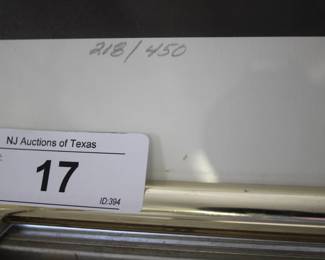 218/450
NJ Auctions of Texas
17
ID:394